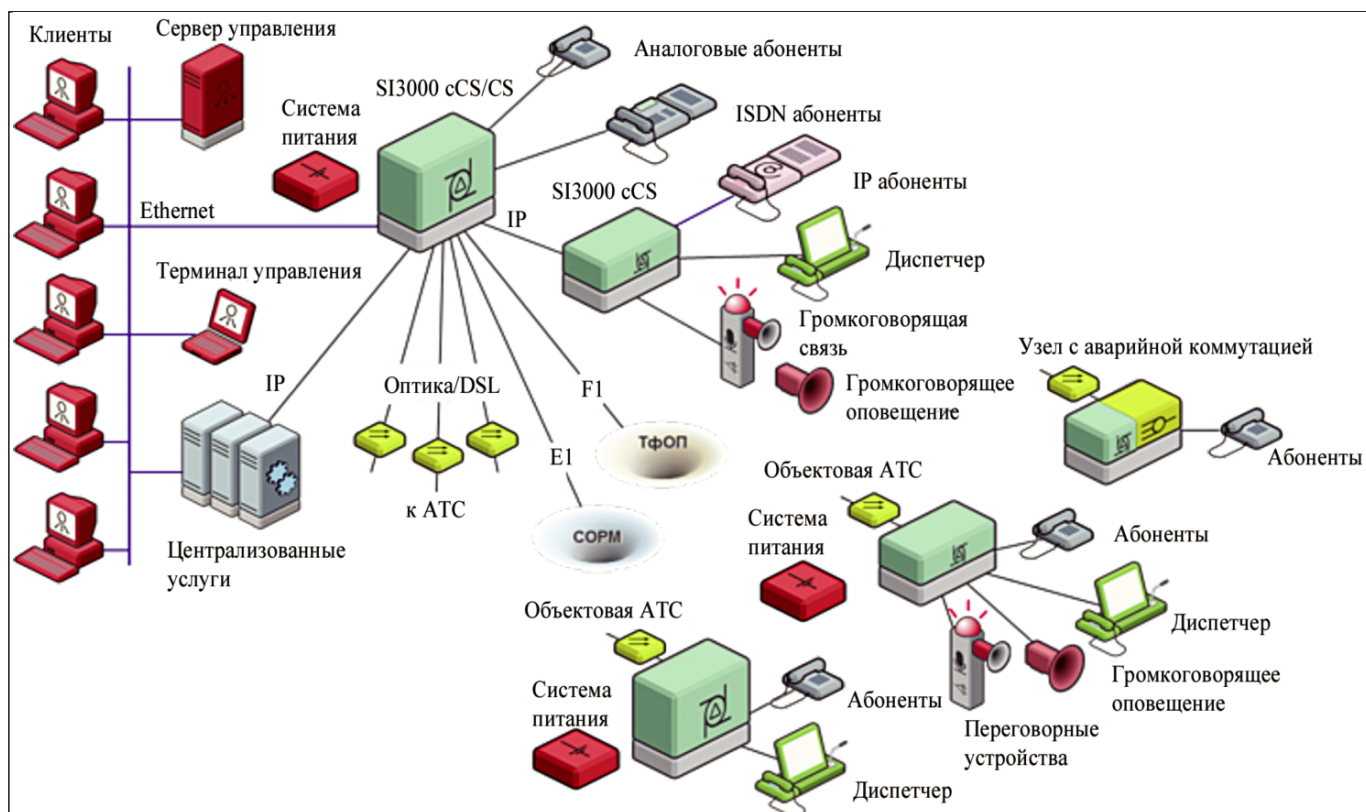 Клиенты
Сервер управления
Аналоговые абоненты
SI3000 cCS/CS
Система
питания
ISDN абоненты
SI3000 cCS
IP абоненты
Ethernet
IP
Диспетчер
Терминал управления
Громкоговорящая
связь
Узел с аварийной коммутацией
IP
Оптика/DSL
F1
Громкоговорящее
оповещение
ТфОП
E1
Абоненты
к АТС
Объектовая АТС
СОРМ
Централизованные
услуги
Система
питания
Абоненты
Объектовая АТС
Диспетчер
Система
питания
Абоненты
Громкоговорящее
оповещение
Переговорные
устройства
Диспетчер